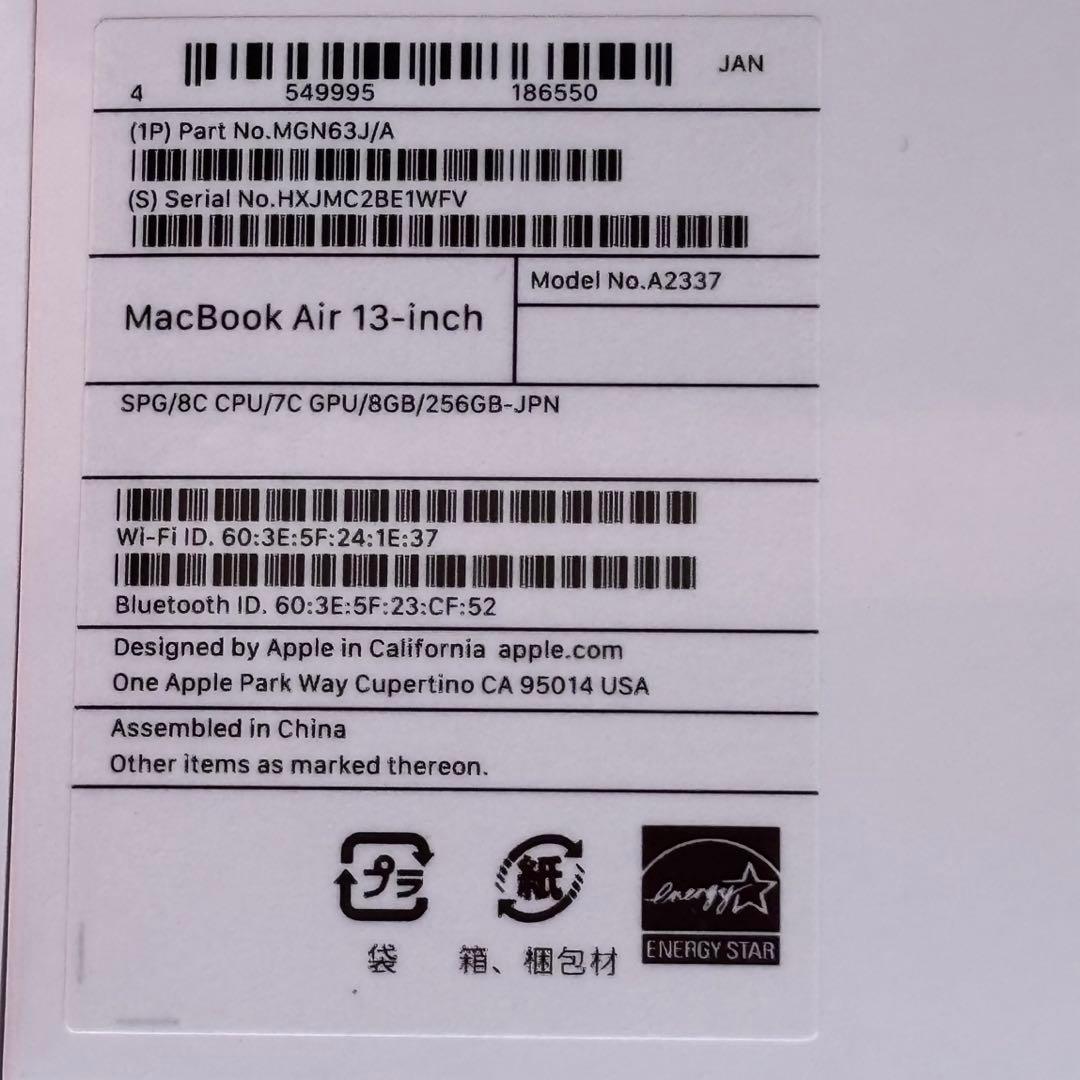 JAN
4 549995 186550
(1P) Part No.MGN63J/A
(S) Serial No.HXJMC2BE1WFV
Model No.A2337
MacBook Air 13-inch
SPG/8C CPU/7C GPU/8GB/256GB-JPN
Wi-Fi ID. 60:3E:5F:24:1E:37
Bluetooth ID. 60:3E:5F:23:CF:52
Designed by Apple in California apple.com
One Apple Park Way Cupertino CA 95014 USA
Assembled in China
Other items as marked thereon.
プラ 紙 energy
ENERGY STAR
袋 箱、梱包材